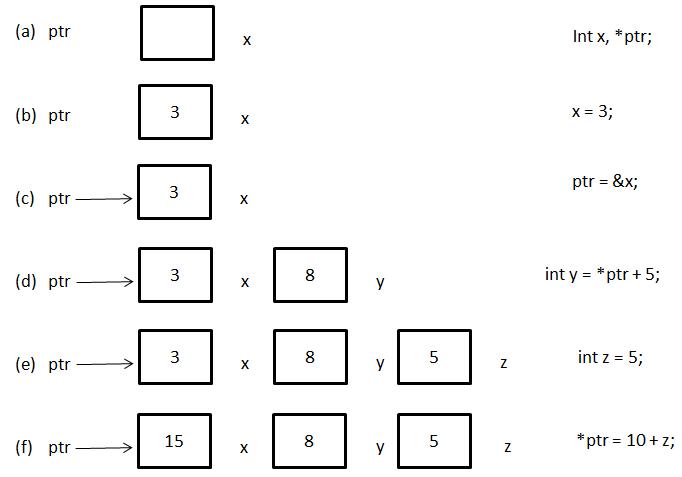 (a) ptr x Int x, *ptr;
(b) ptr 3 x x = 3;
(c) ptr 3 x ptr = &x;
(d) ptr 3 x 8 y int y = *ptr + 5;
(e) ptr 3 x 8 y 5 z int z = 5;
(f) ptr 15 x 8 y 5 z *ptr = 10 + z;